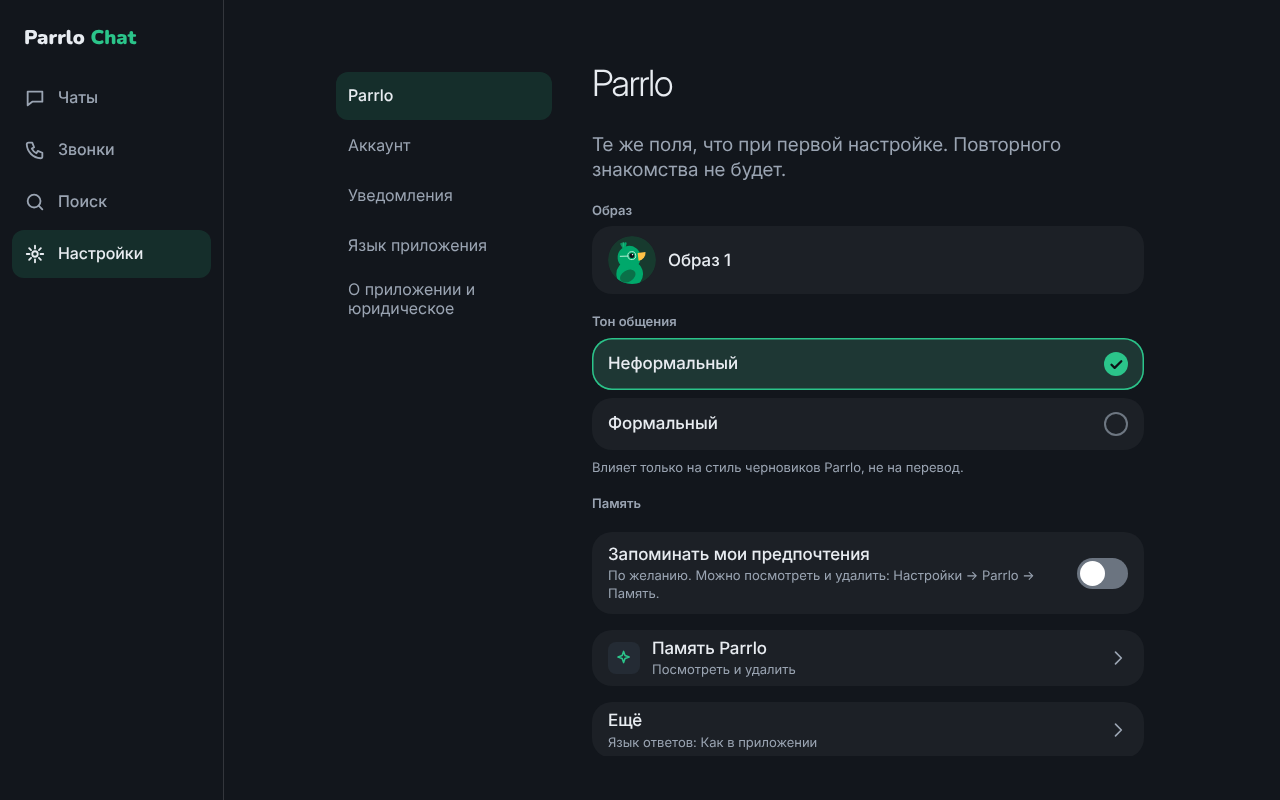 Parrlo Chat
Чаты
Звонки
Поиск
Настройки
Parrlo
Аккаунт
Уведомления
Язык приложения
О приложении и
юридическое
Parrlo
Те же поля, что при первой настройке. Повторного
знакомства не будет.
Образ
Образ 1
Тон общения
Неформальный
Формальный
Влияет только на стиль черновиков Parrlo, не на перевод.
Память
Запоминать мои предпочтения
По желанию. Можно посмотреть и удалить: Настройки → Parrlo →
Память.
Память Parrlo
Посмотреть и удалить
Ещё
Язык ответов: Как в приложении